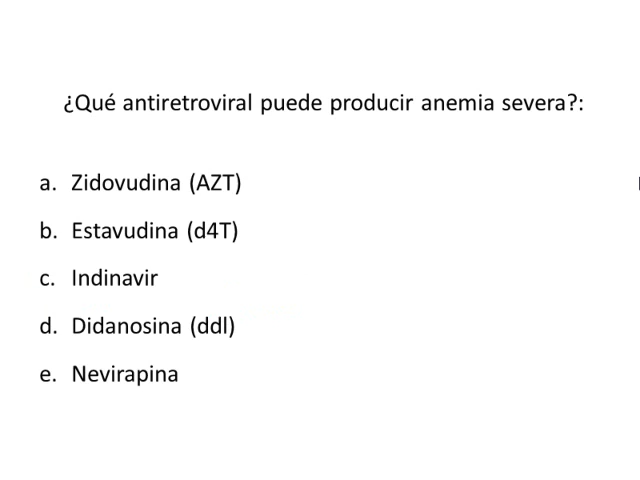 ¿Qué antiretroviral puede producir anemia severa?:
a. Zidovudina (AZT)
b. Estavudina (d4T)
c. Indinavir
d. Didanosina (ddl)
e. Nevirapina